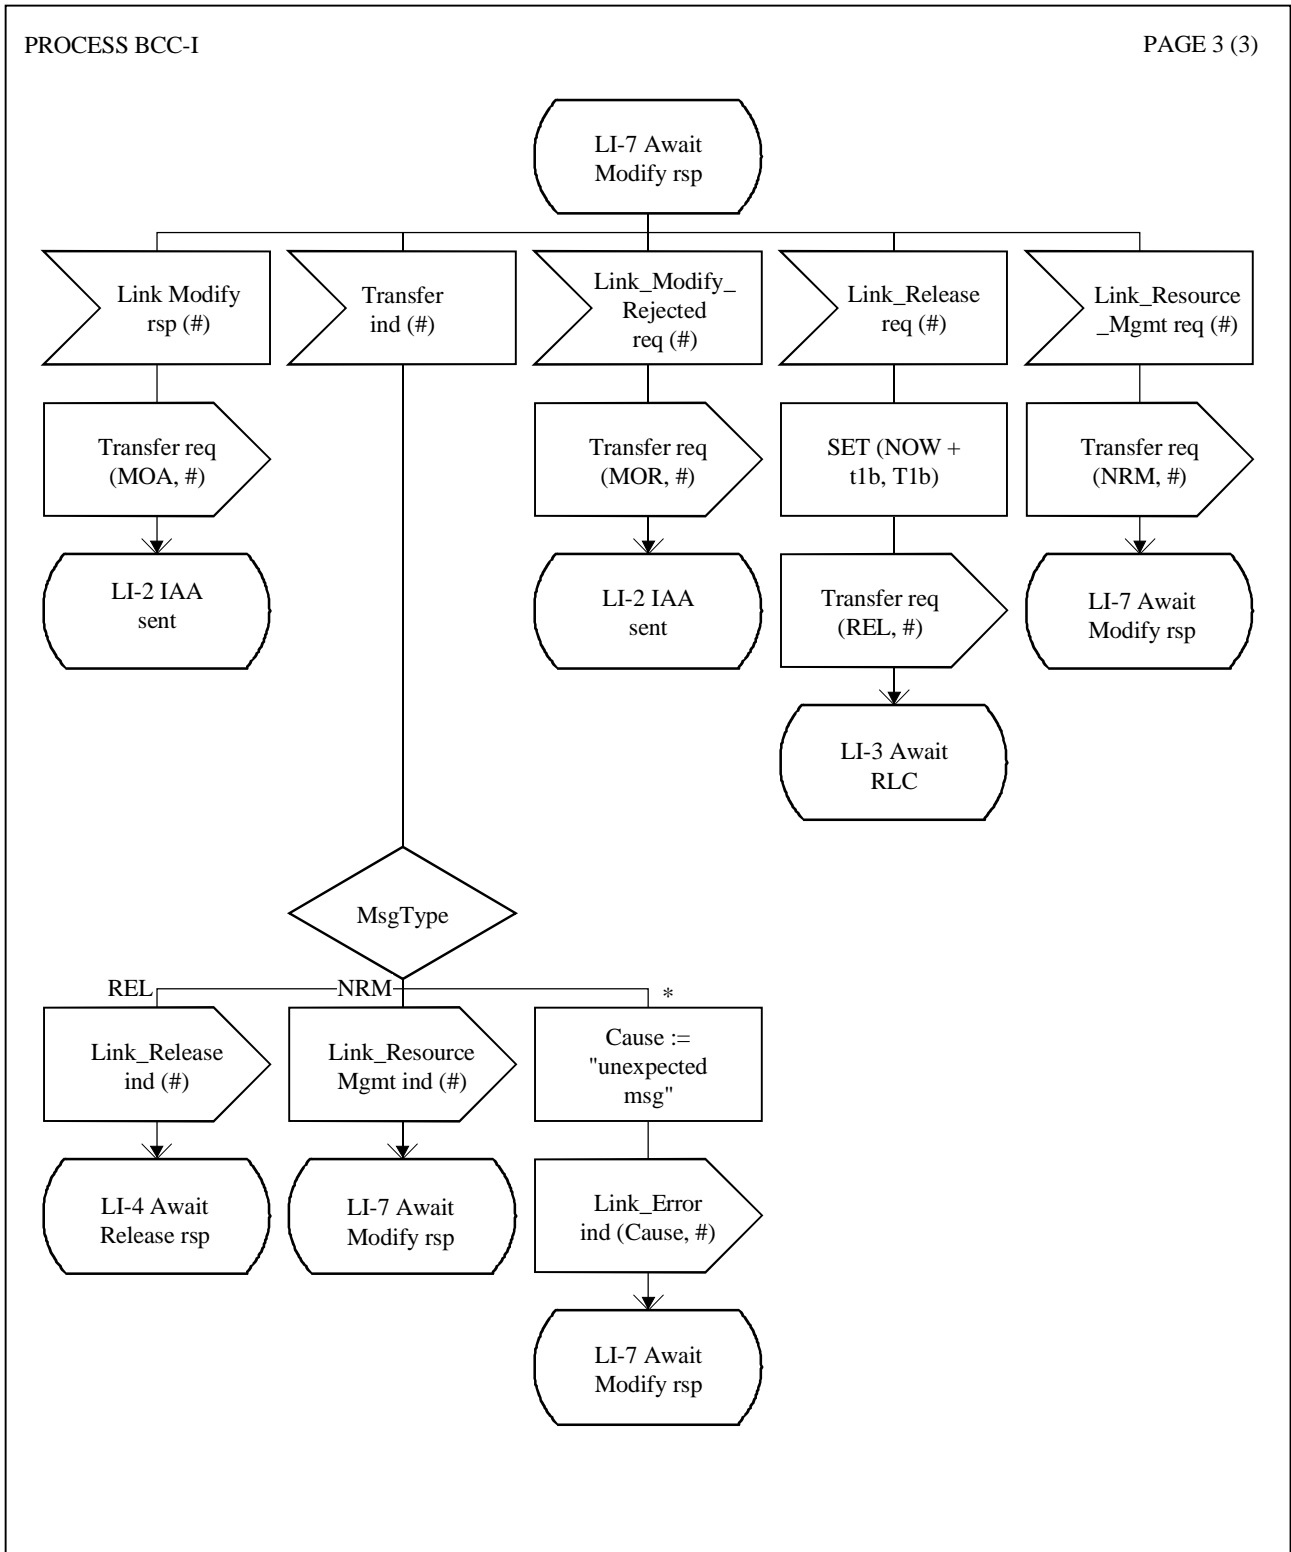 PROCESS BCC-I
PAGE 3 (3)
LI-7 Await
Modify rsp
Link Modify
rsp (#)
Transfer
ind (#)
Link_Modify_
Rejected
req (#)
Link_Release
req (#)
Link_Resource
_Mgmt req (#)
Transfer req
(MOA, #)
Transfer req
(MOR, #)
SET (NOW +
t1b, T1b)
Transfer req
(NRM, #)
LI-2 IAA
sent
LI-2 IAA
sent
Transfer req
(REL, #)
LI-7 Await
Modify rsp
LI-3 Await
RLC
MsgType
REL
NRM
*
Link_Release
ind (#)
Link_Resource
Mgmt ind (#)
Cause :=
"unexpected
msg"
LI-4 Await
Release rsp
LI-7 Await
Modify rsp
Link_Error
ind (Cause, #)
LI-7 Await
Modify rsp